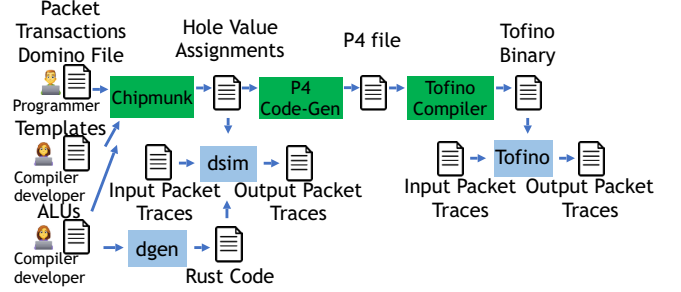 Packet
Transactions
Domino File
Hole Value
Assignments
P4 file
Tofino
Binary
Programmer
Chipmunk
P4
Code-Gen
Tofino
Compiler
Templates
Compiler
developer
dsim
Input Packet
Traces
Output Packet
Traces
Tofino
Input Packet
Traces
Output Packet
Traces
ALUs
Compiler
developer
dgen
Rust Code